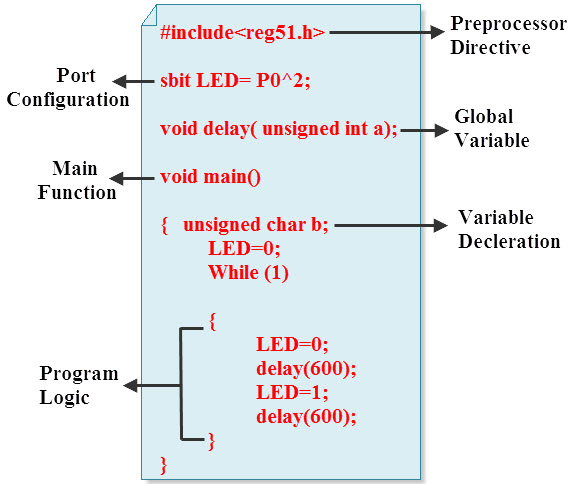 #include<reg51.h>
Preprocessor
Directive
Port
Configuration
sbit LED= P0^2;
void delay( unsigned int a);
Global
Variable
Main
Function
void main()
{ unsigned char b;
Variable
Decleration
LED=0;
While (1)
{
LED=0;
delay(600);
LED=1;
delay(600);
}
Program
Logic
}